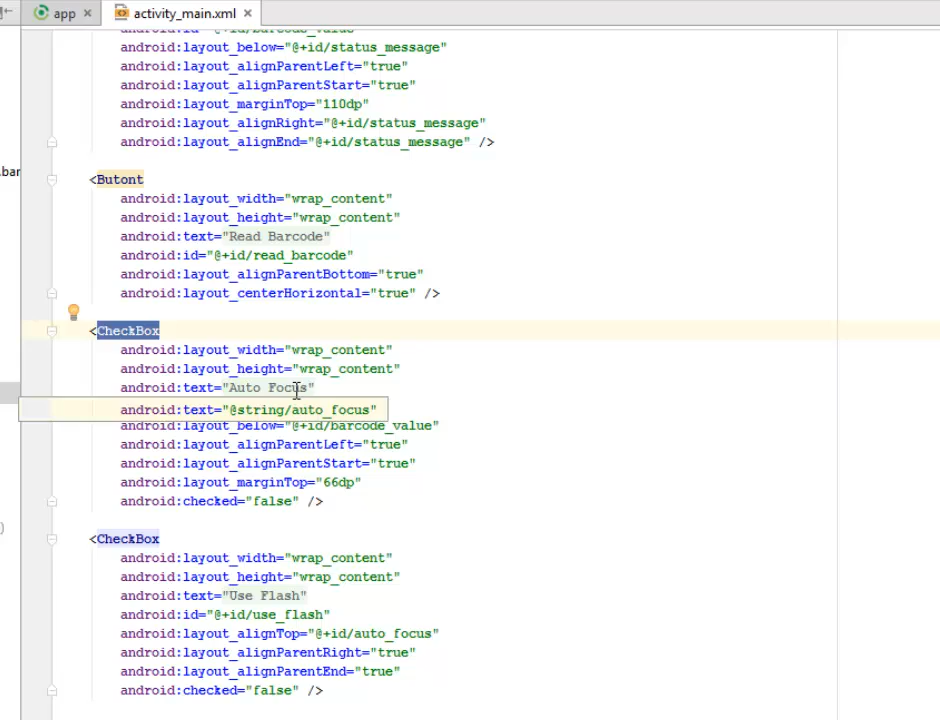 app
activity_main.xml
android:layout_below="@+id/status_message"
android:layout_alignParentLeft="true"
android:layout_alignParentStart="true"
android:layout_marginTop="110dp"
android:layout_alignRight="@+id/status_message"
android:layout_alignEnd="@+id/status_message" />
.bar
<Butont
android:layout_width="wrap_content"
android:layout_height="wrap_content"
android:text="Read Barcode"
android:id="@+id/read_barcode"
android:layout_alignParentBottom="true"
android:layout_centerHorizontal="true" />
<CheckBox
android:layout_width="wrap_content"
android:layout_height="wrap_content"
android:text="Auto Focus"
android:text="@string/auto_focus"
android:layout_below="@+id/barcode_value"
android:layout_alignParentLeft="true"
android:layout_alignParentStart="true"
android:layout_marginTop="66dp"
android:checked="false" />
)
<CheckBox
android:layout_width="wrap_content"
android:layout_height="wrap_content"
android:text="Use Flash"
android:id="@+id/use_flash"
android:layout_alignTop="@+id/auto_focus"
android:layout_alignParentRight="true"
android:layout_alignParentEnd="true"
android:checked="false" />